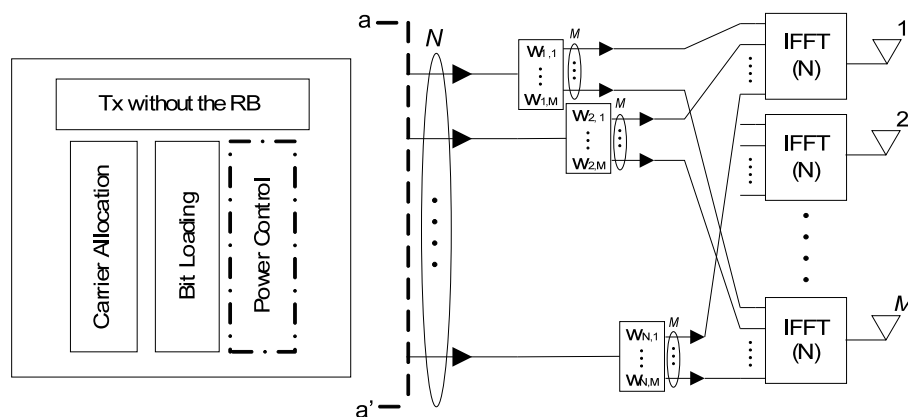 Tx without the RB
Carrier Allocation
Bit Loading
Power Control
a
a'
N
W1,1
W1,M
M
W2,1
W2,M
M
WN,1
WN,M
M
IFFT
(N)
1
IFFT
(N)
2
IFFT
(N)
M